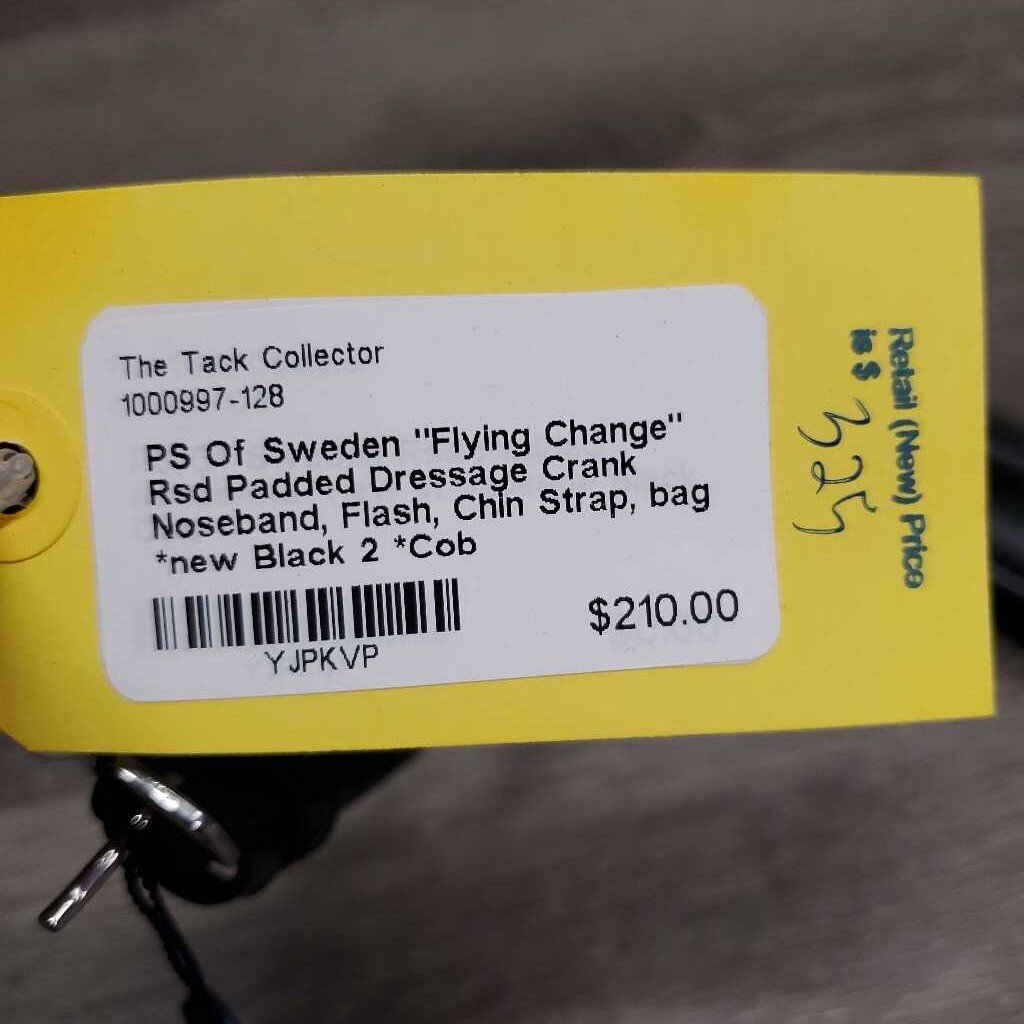 The Tack Collector
1000997-128
PS Of Sweden "Flying Change"
Rsd Padded Dressage Crank
Noseband, Flash, Chin Strap, bag
*new Black 2 *Cob
YJPKVP
$210.00
Retail (New) Price
is $ 325